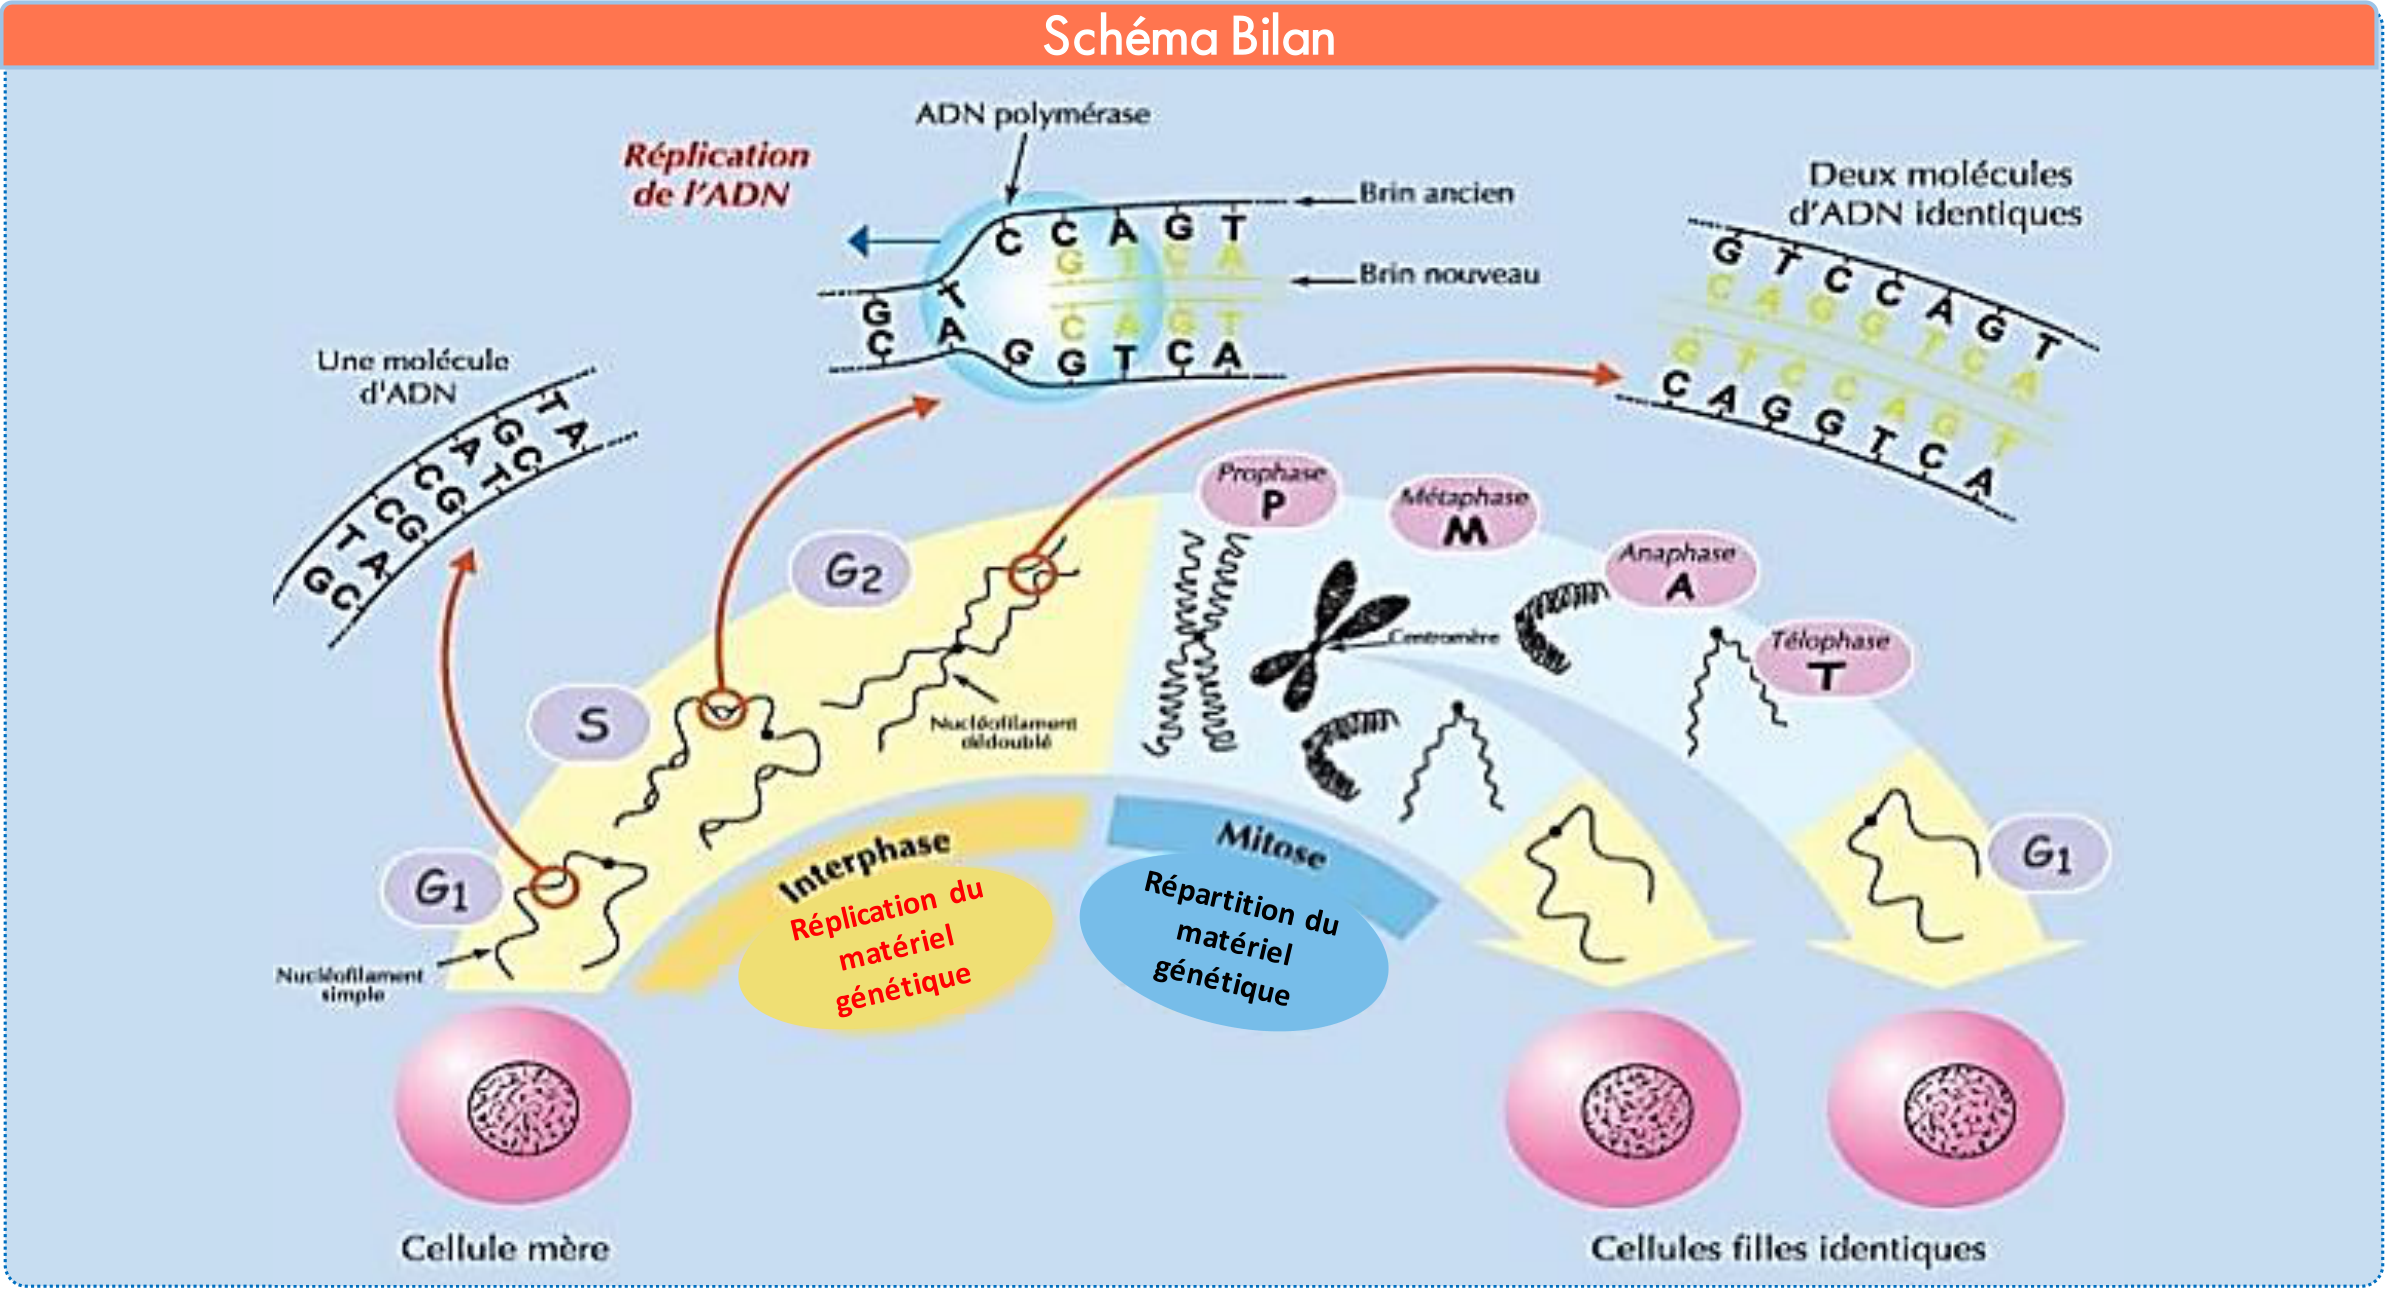 Schéma Bilan
ADN polymérase
Réplication
de l'ADN
Brin ancien
C C A G T
G T C A
Brin nouveau
G T
C A G T
C A G G T C A
Deux molécules
d'ADN identiques
G T C C A G T
C A G G T C A
G T C C A G T
C A G G T C A
Une molécule
d'ADN
G T C C A G T
C A G G T C A
Prophase
P
Métaphase
M
Anaphase
A
Télophase
T
G2
Centromère
S
Nucléofilament
dédoublé
G1
Nucléofilament
simple
Interphase
Réplication du
matériel
génétique
Mitose
Répartition du
matériel
génétique
G1
Cellule mère
Cellules filles identiques